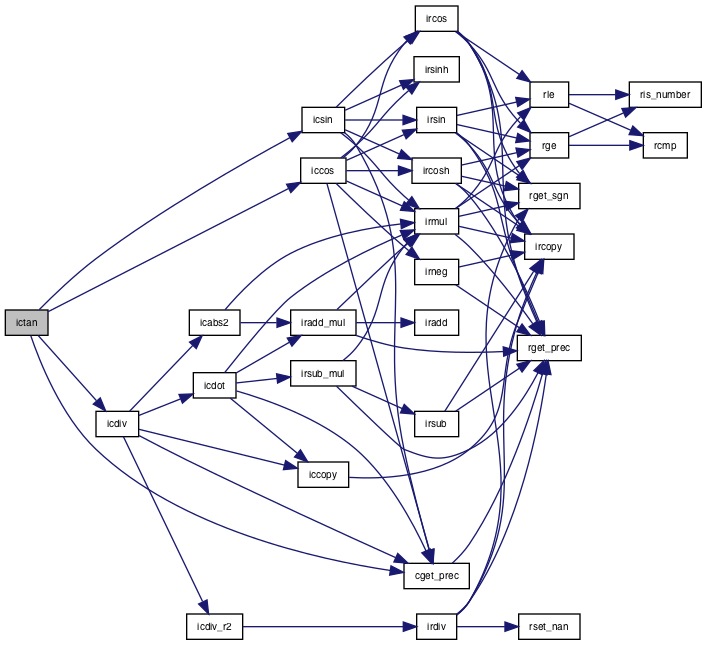 ictan
icsin
iccos
icdiv
icabs2
icdot
iccopy
icdiv_r2
iradd_mul
irsub_mul
ircos
irsinh
irsin
ircosh
irmul
irneg
iradd
irsub
cget_prec
irdiv
rle
rge
rget_sgn
ircopy
rget_prec
rset_nan
ris_number
rcmp